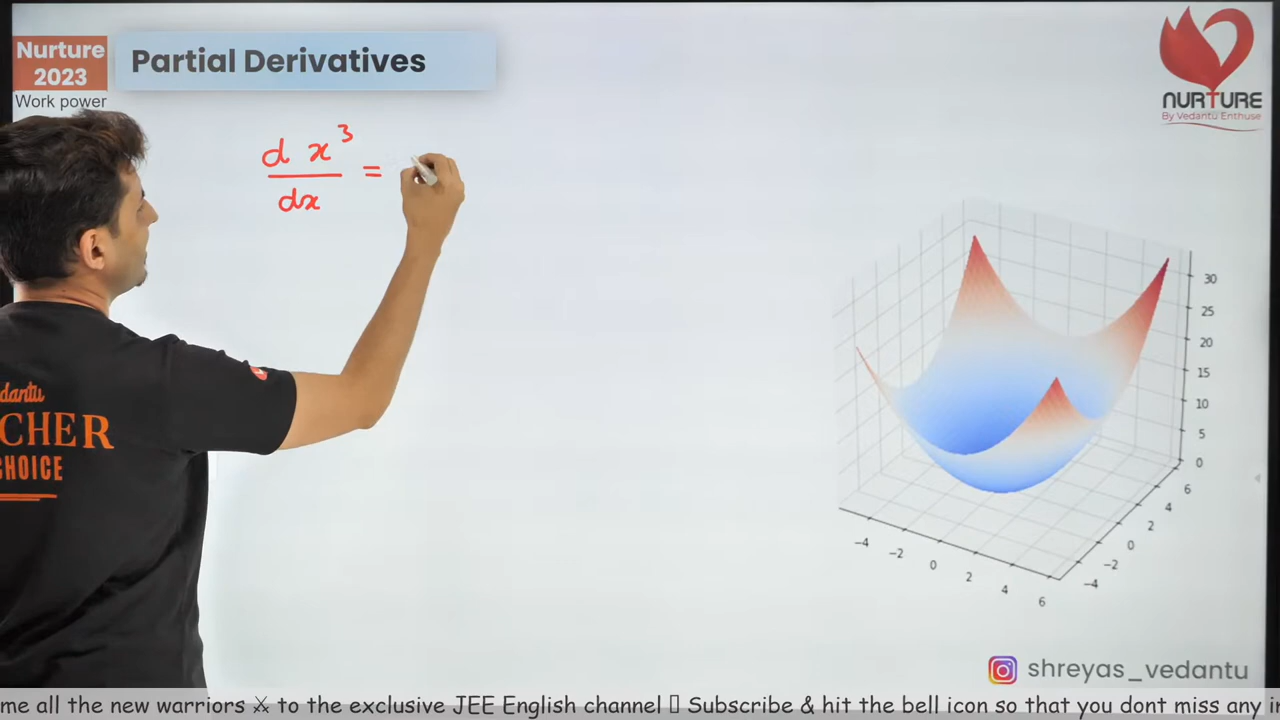 Nurture
2023
Work power
Partial Derivatives
NURTURE
By Vedantu Enthuse
d x³
dx
=
CHER
CHOICE
30
25
20
15
10
5
0
6
4
2
0
-2
-4
-4
-2
0
2
4
6
shreyas_vedantu
me all the new warriors ⚔ to the exclusive JEE English channel Subscribe & hit the bell icon so that you dont miss any i